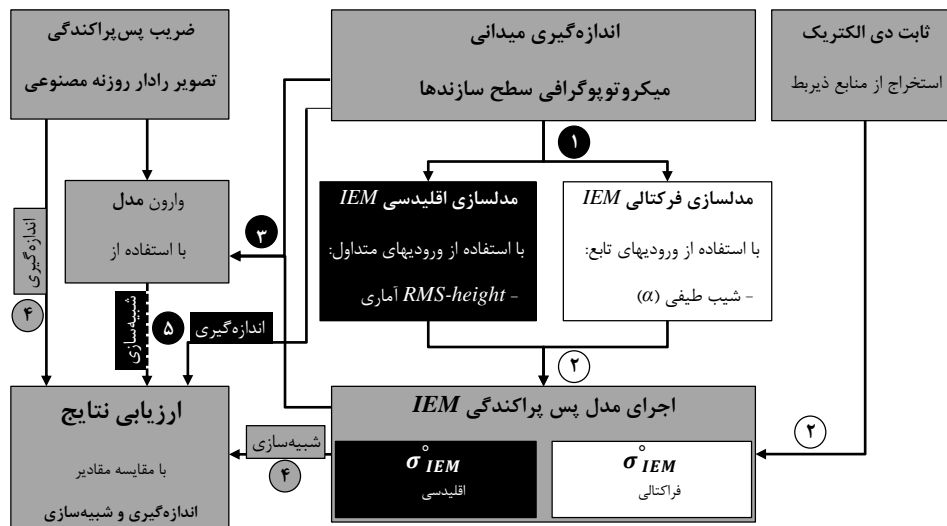 ثابت دی الکتریک
استخراج از منابع ذیربط
اندازه‌گیری میدانی
میکروتوپوگرافی سطح سازندها
ضریب پس‌پراکندگی
تصویر رادار روزنه مصنوعی
۱
مدلسازی فرکتالی IEM
با استفاده از ورودیهای تابع:
- شیب طیفی (α)
مدلسازی اقلیدسی IEM
با استفاده از ورودیهای متداول:
- RMS-height آماری
وارون مدل
با استفاده از
۳
اندازه‌گیری
۴
شبیه‌سازی
۵
اندازه‌گیری
۲
۲
اجرای مدل پس پراکندگی IEM
σ°IEM
فراکتالی
σ°IEM
اقلیدسی
شبیه‌سازی
۴
ارزیابی نتایج
با مقایسه مقادیر
اندازه‌گیری و شبیه‌سازی